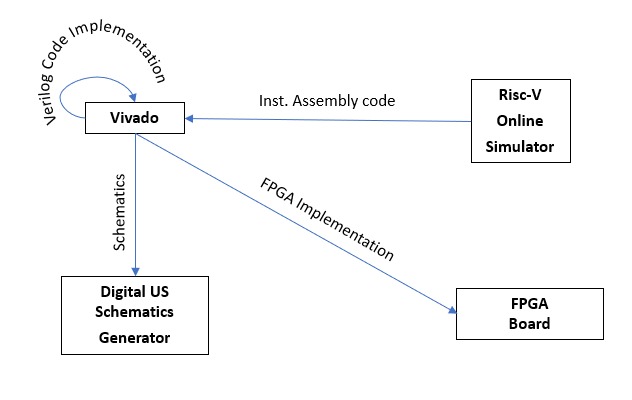 Verilog Code Implementation
Vivado
Inst. Assembly code
Risc-V
Online
Simulator
Schematics
FPGA Implementation
Digital US
Schematics
Generator
FPGA
Board